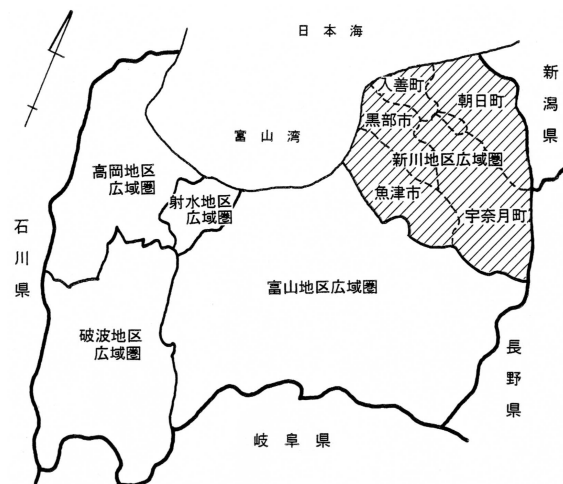 日本海
新潟県
入善町
朝日町
黒部市
富山湾
新川地区広域圏
高岡地区
広域圏
射水地区
広域圏
魚津市
宇奈月町
石川県
富山地区広域圏
破波地区
広域圏
長野県
岐阜県